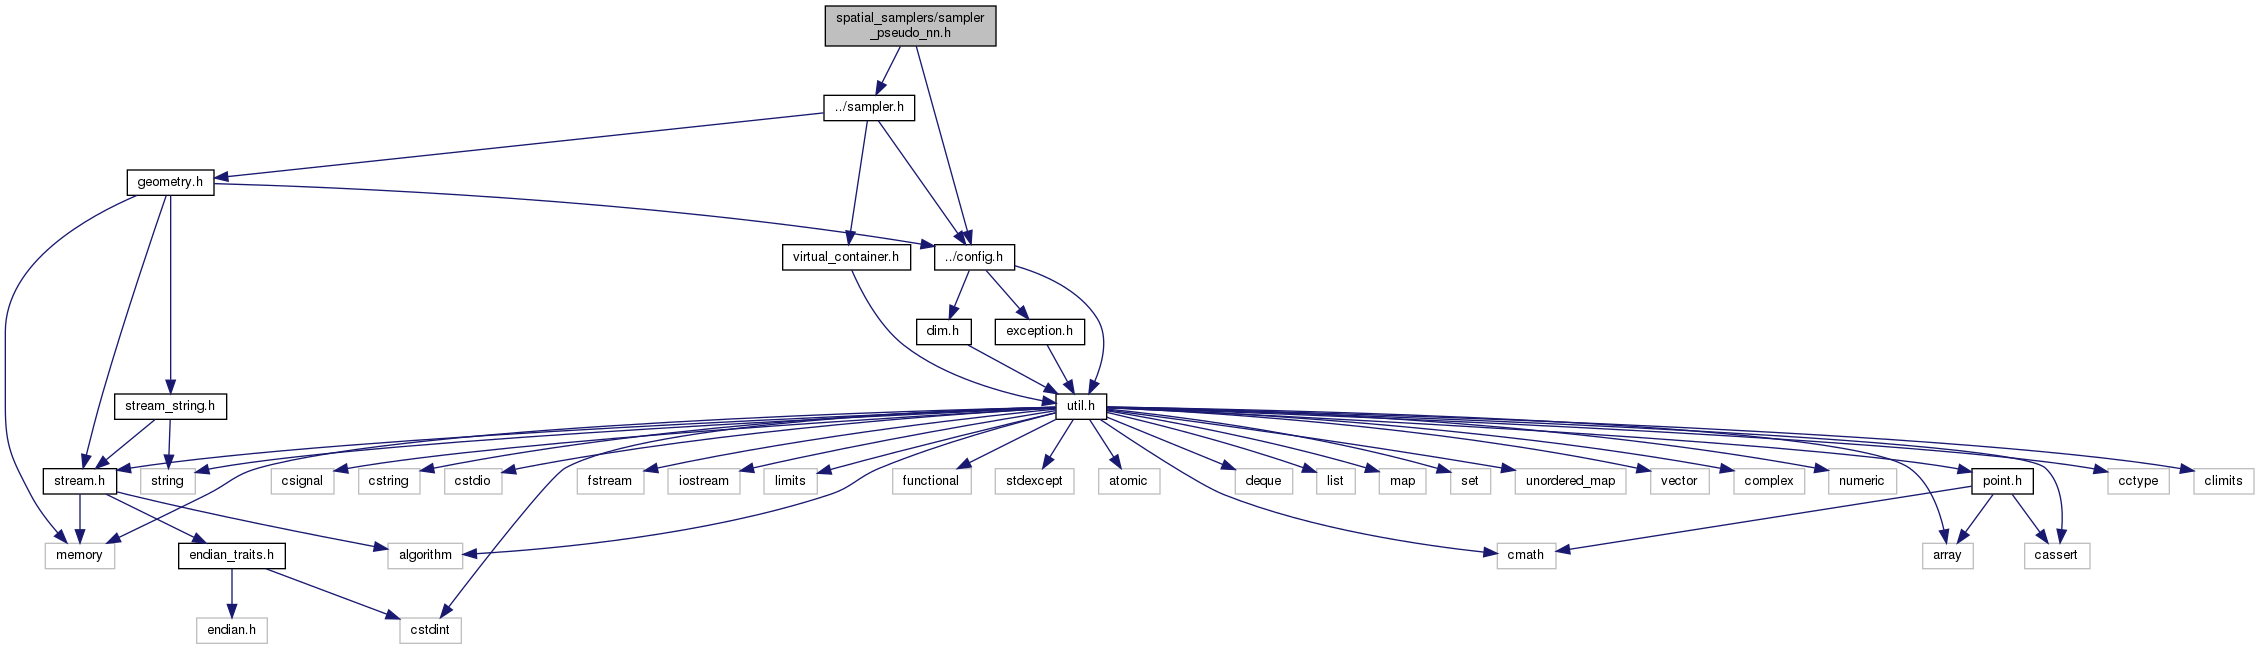 spatial_samplers/sampler
_pseudo_nn.h
../sampler.h
geometry.h
virtual_container.h
../config.h
dim.h
exception.h
stream_string.h
util.h
stream.h
string
csignal
cstring
cstdio
fstream
iostream
limits
functional
stdexcept
atomic
deque
list
map
set
unordered_map
vector
complex
numeric
point.h
cctype
climits
memory
endian_traits.h
algorithm
cmath
array
cassert
endian.h
cstdint